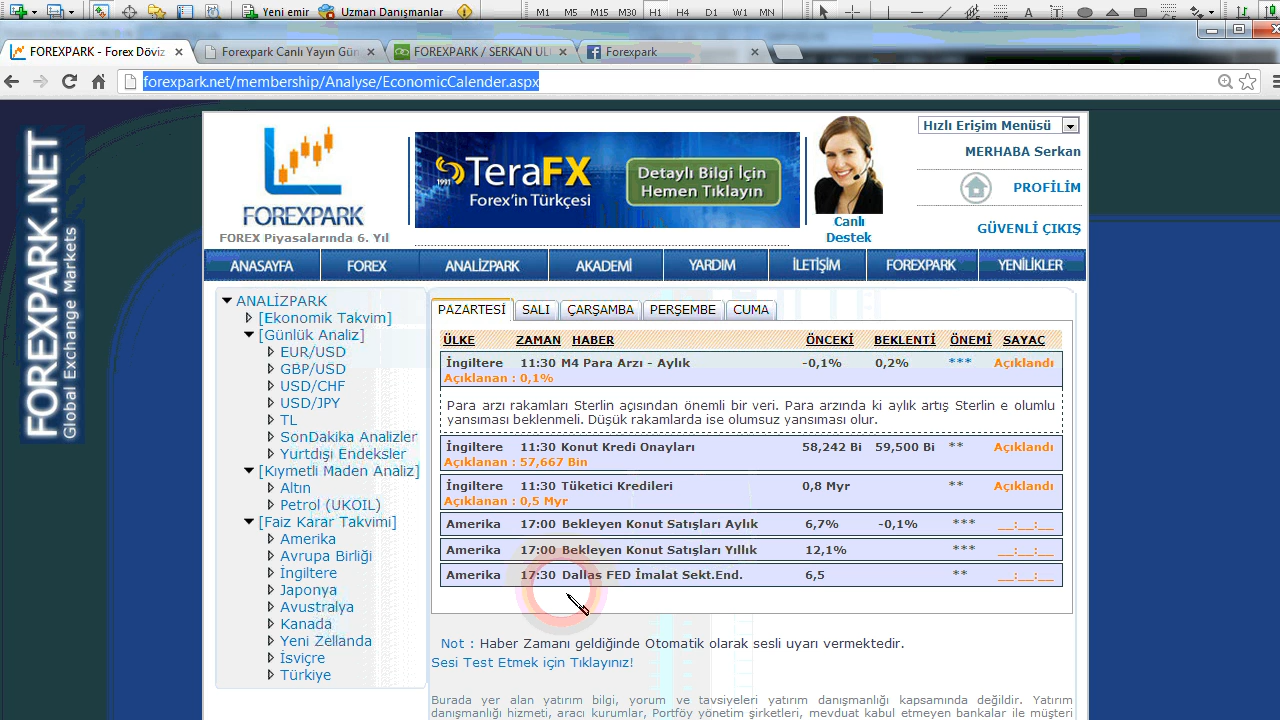 Yeni emir Uzman Danışmanlar M1 M5 M15 M30 H1 H4 D1 W1 MN A T
FOREXPARK - Forex Döviz Forexpark Canlı Yayın Gün FOREXPARK / SERKAN UL Forexpark
forexpark.net/membership/Analyse/EconomicCalender.aspx
FOREXPARK.NET
Global Exchange Markets
FOREXPARK
FOREX Piyasalarında 6. Yıl
1991 TeraFX
Forex'in Türkçesi
Detaylı Bilgi İçin
Hemen Tıklayın
Canlı
Destek
Hızlı Erişim Menüsü
MERHABA Serkan
PROFİLİM
GÜVENLİ ÇIKIŞ
ANASAYFA FOREX ANALİZPARK AKADEMİ YARDIM İLETİŞİM FOREXPARK YENİLİKLER
ANALİZPARK
[Ekonomik Takvim]
[Günlük Analiz]
EUR/USD
GBP/USD
USD/CHF
USD/JPY
TL
SonDakika Analizler
Yurtdışı Endeksler
[Kıymetli Maden Analiz]
Altın
Petrol (UKOIL)
[Faiz Karar Takvimi]
Amerika
Avrupa Birliği
İngiltere
Japonya
Avustralya
Kanada
Yeni Zellanda
İsviçre
Türkiye
PAZARTESİ SALI ÇARŞAMBA PERŞEMBE CUMA
ÜLKE ZAMAN HABER ÖNCEKİ BEKLENTİ ÖNEMİ SAYAÇ
İngiltere 11:30 M4 Para Arzı - Aylık -0,1% 0,2% *** Açıklandı
Açıklanan : 0,1%
Para arzı rakamları Sterlin açısından önemli bir veri. Para arzında ki aylık artış Sterlin e olumlu
yansıması beklenmeli. Düşük rakamlarda ise olumsuz yansıması olur.
İngiltere 11:30 Konut Kredi Onayları 58,242 Bi 59,500 Bi ** Açıklandı
Açıklanan : 57,667 Bin
İngiltere 11:30 Tüketici Kredileri 0,8 Myr ** Açıklandı
Açıklanan : 0,5 Myr
Amerika 17:00 Bekleyen Konut Satışları Aylık 6,7% -0,1% *** __:__:__
Amerika 17:00 Bekleyen Konut Satışları Yıllık 12,1% *** __:__:__
Amerika 17:30 Dallas FED İmalat Sekt.End. 6,5 ** __:__:__
Not : Haber Zamanı geldiğinde Otomatik olarak sesli uyarı vermektedir.
Sesi Test Etmek için Tıklayınız!
Burada yer alan yatırım bilgi, yorum ve tavsiyeleri yatırım danışmanlığı kapsamında değildir. Yatırım
danışmanlığı hizmeti, aracı kurumlar, Portföy yönetim şirketleri, mevduat kabul etmeyen bankalar ile müşteri